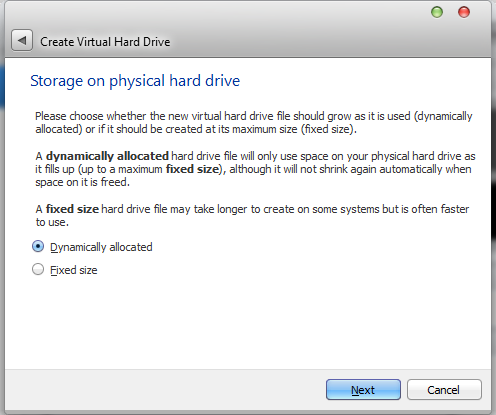 Create Virtual Hard Drive
Storage on physical hard drive
Please choose whether the new virtual hard drive file should grow as it is used (dynamically
allocated) or if it should be created at its maximum size (fixed size).
A dynamically allocated hard drive file will only use space on your physical hard drive as
it fills up (up to a maximum fixed size), although it will not shrink again automatically when
space on it is freed.
A fixed size hard drive file may take longer to create on some systems but is often faster
to use.
Dynamically allocated
Fixed size
Next
Cancel